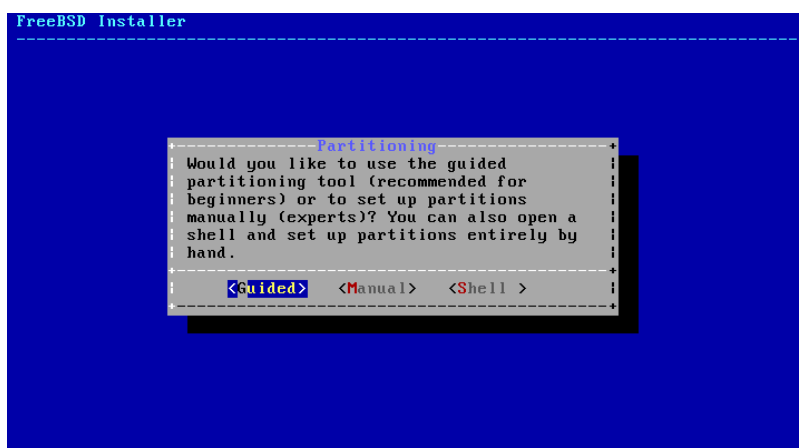 FreeBSD Installer
Partitioning
Would you like to use the guided
partitioning tool (recommended for
beginners) or to set up partitions
manually (experts)? You can also open a
shell and set up partitions entirely by
hand.
<Guided> <Manual> <Shell >